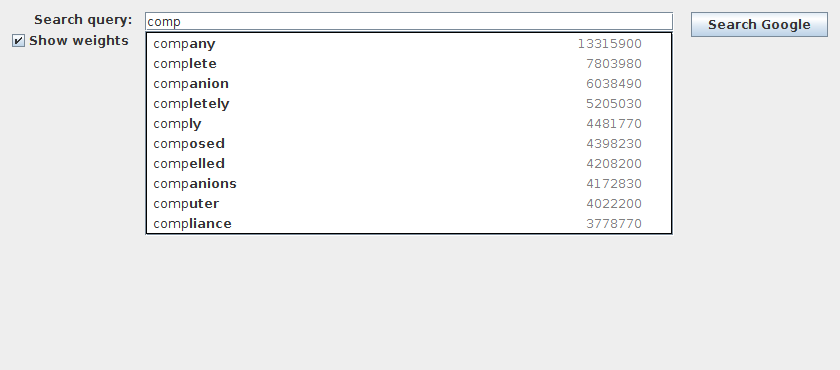 Search query: comp Search Google
Show weights
company 13315900
complete 7803980
companion 6038490
completely 5205030
comply 4481770
composed 4398230
compelled 4208200
companions 4172830
computer 4022200
compliance 3778770